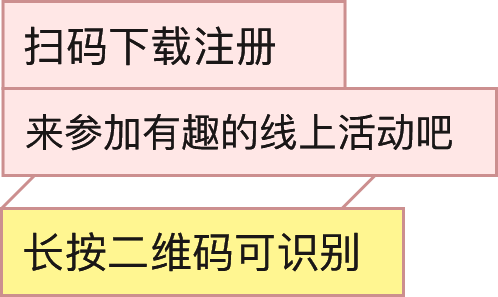 扫码下载注册
来参加有趣的线上活动吧
长按二维码可识别